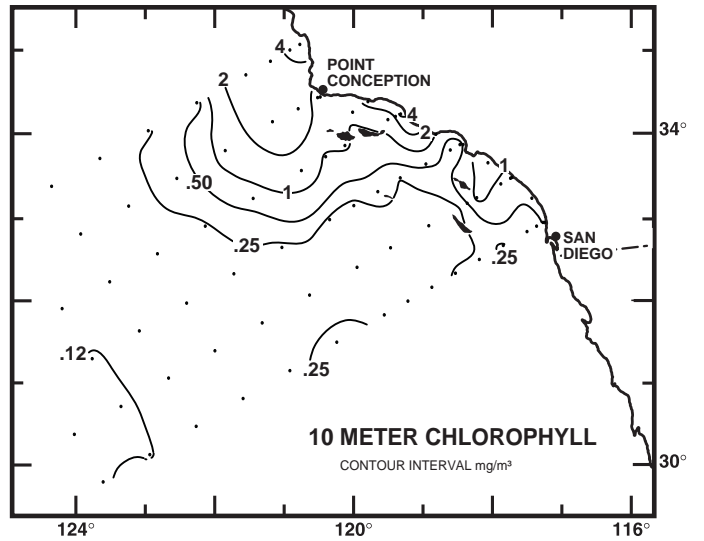 4
POINT
CONCEPTION
2
4
2
34°
1
.50
1
.25
SAN
DIEGO
.25
.12
.25
10 METER CHLOROPHYLL
CONTOUR INTERVAL mg/m³
30°
124° 120° 116°